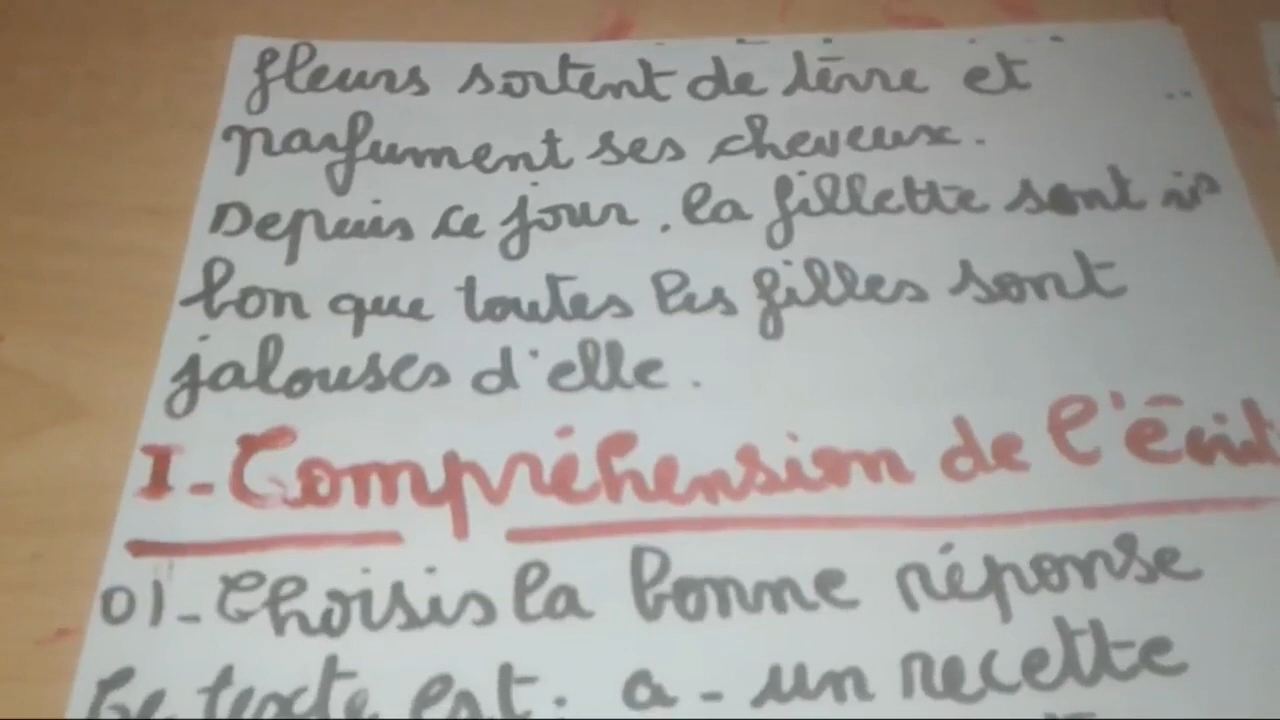 fleurs sortent de terre et
parfument ses cheveux.
Depuis ce jour, la fillette sent si
bon que toutes les filles sont
jalouses d'elle.
I-Compréhension de l'écrit
01-Choisis la bonne réponse
Le texte est: a-un recette